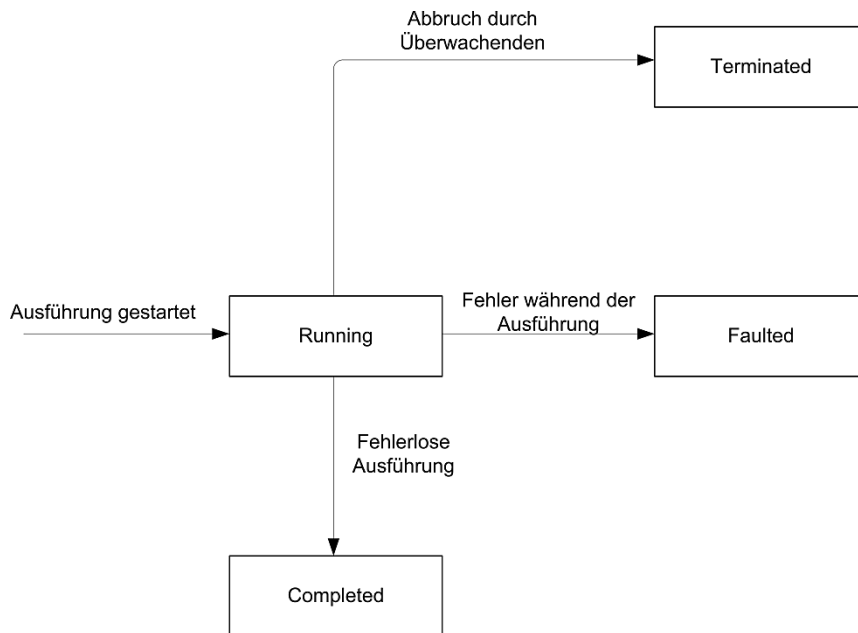 Abbruch durch
Überwachenden
Terminated
Ausführung gestartet
Running
Fehler während der
Ausführung
Faulted
Fehlerlose
Ausführung
Completed